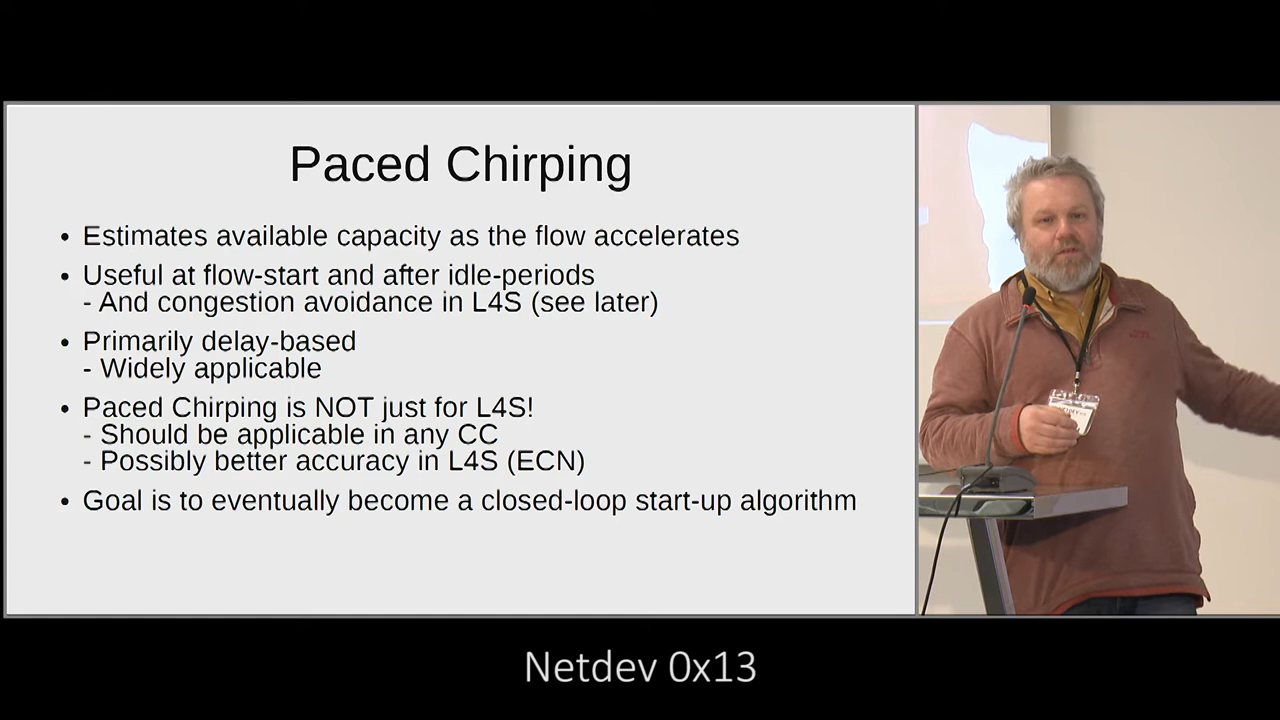 Paced Chirping
• Estimates available capacity as the flow accelerates
• Useful at flow-start and after idle-periods
- And congestion avoidance in L4S (see later)
• Primarily delay-based
- Widely applicable
• Paced Chirping is NOT just for L4S!
- Should be applicable in any CC
- Possibly better accuracy in L4S (ECN)
• Goal is to eventually become a closed-loop start-up algorithm
Netdev 0x13